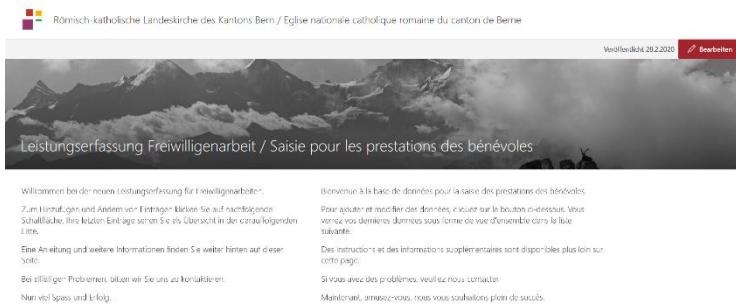 Römisch-katholische Landeskirche des Kantons Bern / Eglise nationale catholique romaine du canton de Berne
Veröffentlicht 28.2.2020 Bearbeiten
Leistungserfassung Freiwilligenarbeit / Saisie pour les prestations des bénévoles
Willkommen bei der neuen Leistungserfassung für Freiwilligenarbeiten.
Zum Hinzufügen und Ändern von Einträgen klicken Sie auf nachfolgende
Schaltfläche. Ihre letzten Einträge sehen Sie als Übersicht in der darauffolgenden
Liste.
Eine Anleitung und weitere Informationen finden Sie weiter hinten auf dieser
Seite.
Bei allfälligen Problemen, bitten wir Sie uns zu kontaktieren.
Nun viel Spass und Erfolg.
Bienvenue à la base de données pour la saisie des prestations des bénévoles
Pour ajouter et modifier des données, cliquez sur le bouton ci-dessous. Vous
verrez vos dernières données sous forme de vue d'ensemble dans la liste
suivante.
Des instructions et des informations supplémentaires sont disponibles plus loin sur
cette page.
Si vous avez des problèmes, veuillez nous contacter.
Maintenant, amusez-vous, nous vous souhaitons plein de succès.